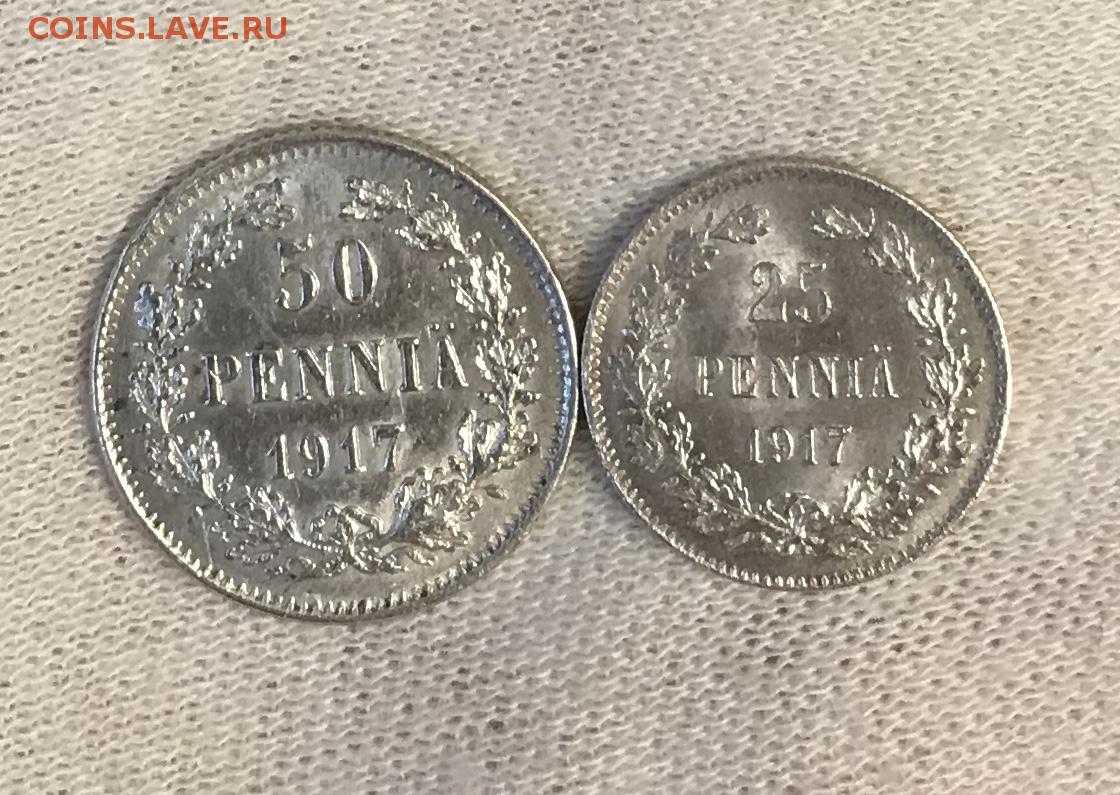 COINS.LAVE.RU
50
PENNIÄ
1917
25
PENNIÄ
1917